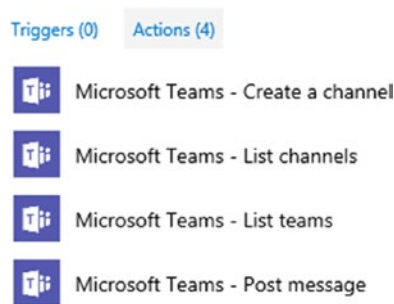 Triggers (0) Actions (4)
Microsoft Teams - Create a channel
Microsoft Teams - List channels
Microsoft Teams - List teams
Microsoft Teams - Post message